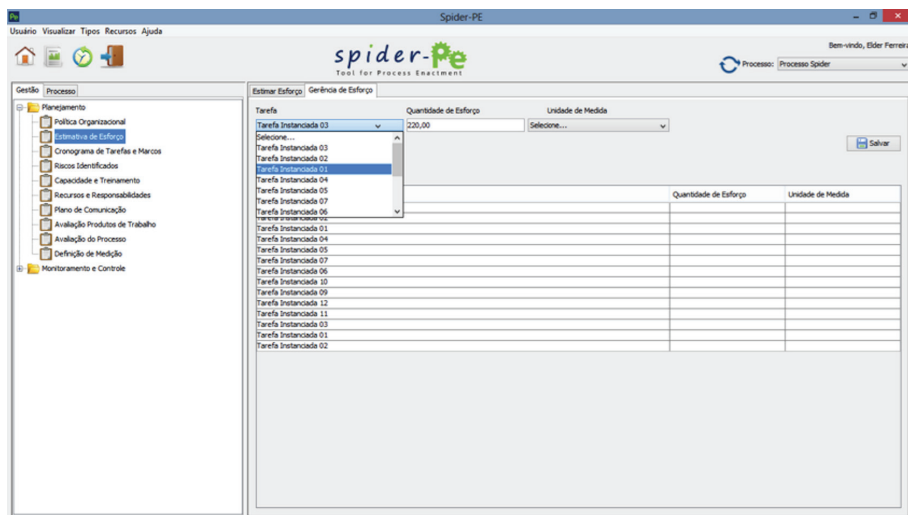 Pe
Spider-PE
Usuário Visualizar Tipos Recursos Ajuda
spider-Pe
Tool for Process Enactment
Bem-vindo, Elder Ferreira
Processo: Processo Spider
Gestão Processo
Planejamento
Política Organizacional
Estimativa de Esforço
Cronograma de Tarefas e Marcos
Riscos Identificados
Capacidade e Treinamento
Recursos e Responsabilidades
Plano de Comunicação
Avaliação Produtos de Trabalho
Avaliação do Processo
Definição de Medição
Monitoramento e Controle
Estimar Esforço Gerência de Esforço
Tarefa Quantidade de Esforço Unidade de Medida
Tarefa Instanciada 03 220,00 Selecione...
Salvar
Selecione...
Tarefa Instanciada 03
Tarefa Instanciada 02
Tarefa Instanciada 01
Tarefa Instanciada 04
Tarefa Instanciada 05
Tarefa Instanciada 07
Tarefa Instanciada 06
Quantidade de Esforço Unidade de Medida
Tarefa Instanciada 02
Tarefa Instanciada 01
Tarefa Instanciada 04
Tarefa Instanciada 05
Tarefa Instanciada 07
Tarefa Instanciada 06
Tarefa Instanciada 10
Tarefa Instanciada 09
Tarefa Instanciada 12
Tarefa Instanciada 11
Tarefa Instanciada 03
Tarefa Instanciada 01
Tarefa Instanciada 02